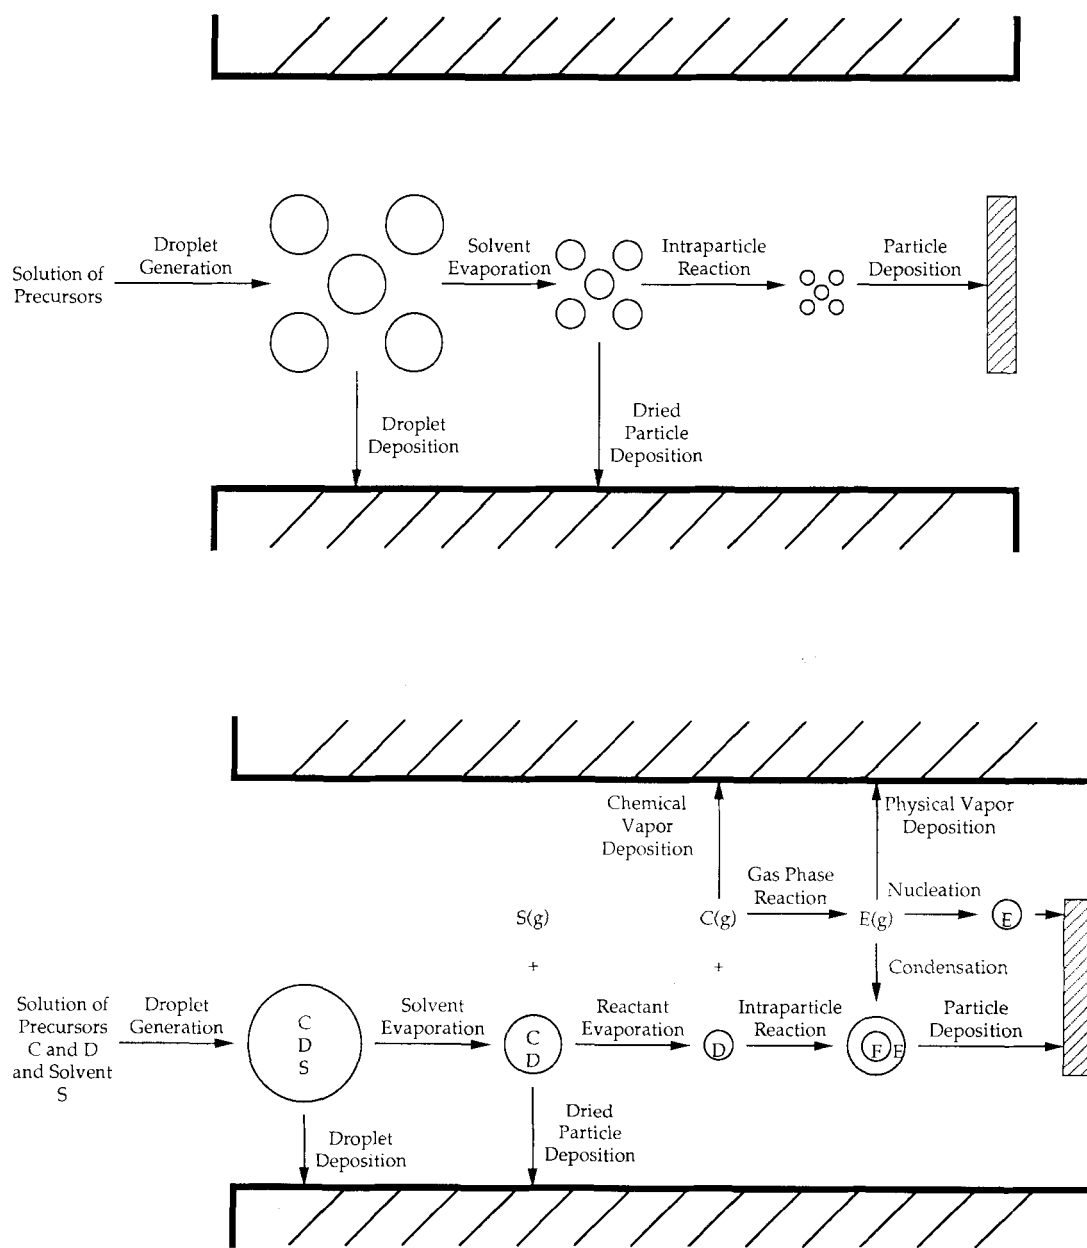 Solution of
Precursors
Droplet
Generation
Solvent
Evaporation
Intraparticle
Reaction
Particle
Deposition
Droplet
Deposition
Dried
Particle
Deposition
Chemical
Vapor
Deposition
Physical Vapor
Deposition
Gas Phase
Reaction
Nucleation
S(g)
C(g)
E(g)
E
+
+
Condensation
Solution of
Precursors
C and D
and Solvent
S
Droplet
Generation
C
D
S
Solvent
Evaporation
C
D
Reactant
Evaporation
D
Intraparticle
Reaction
F E
Particle
Deposition
Droplet
Deposition
Dried
Particle
Deposition